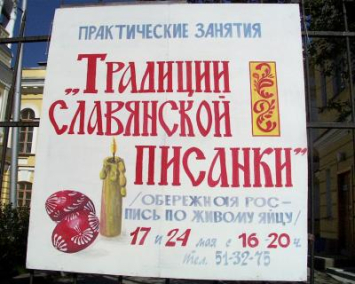 ПРАКТИЧЕСКИЕ ЗАНЯТИЯ
„ТРАДИЦИИ
СЛАВЯНСКОЙ
ПИСАНКИ”
/ОБЕРЕЖНАЯ РОС-
ПИСЬ ПО ЖИВОМУ ЯЙЦУ/
17 и 24 мая с 16-20 ч.
Тел. 51-32-75